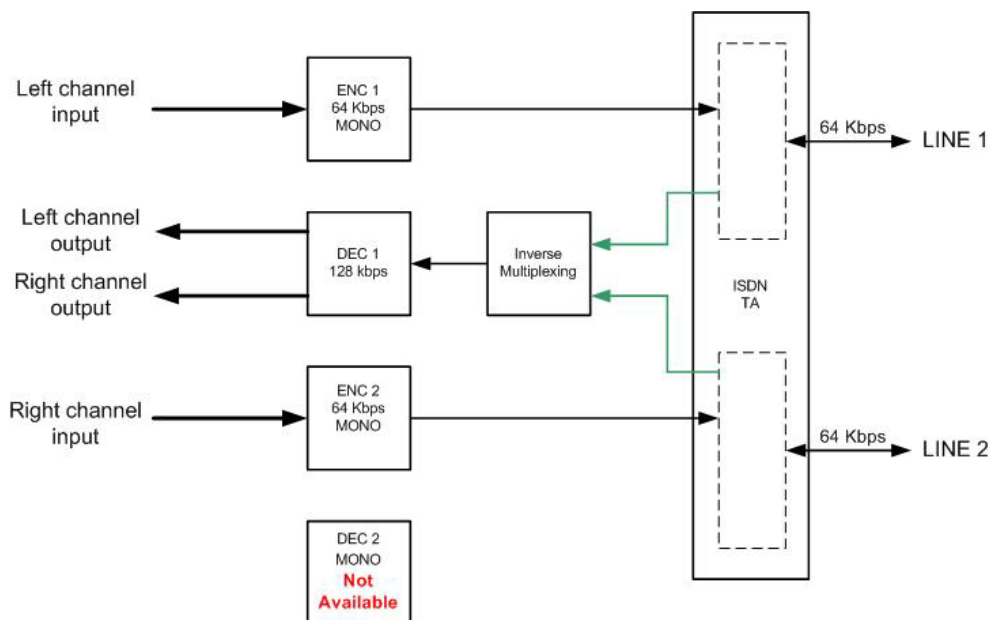 Left channel
input
ENC 1
64 Kbps
MONO
64 Kbps
LINE 1
Left channel
output
Right channel
output
DEC 1
128 kbps
Inverse
Multiplexing
ISDN
TA
Right channel
input
ENC 2
64 Kbps
MONO
64 Kbps
LINE 2
DEC 2
MONO
Not
Available